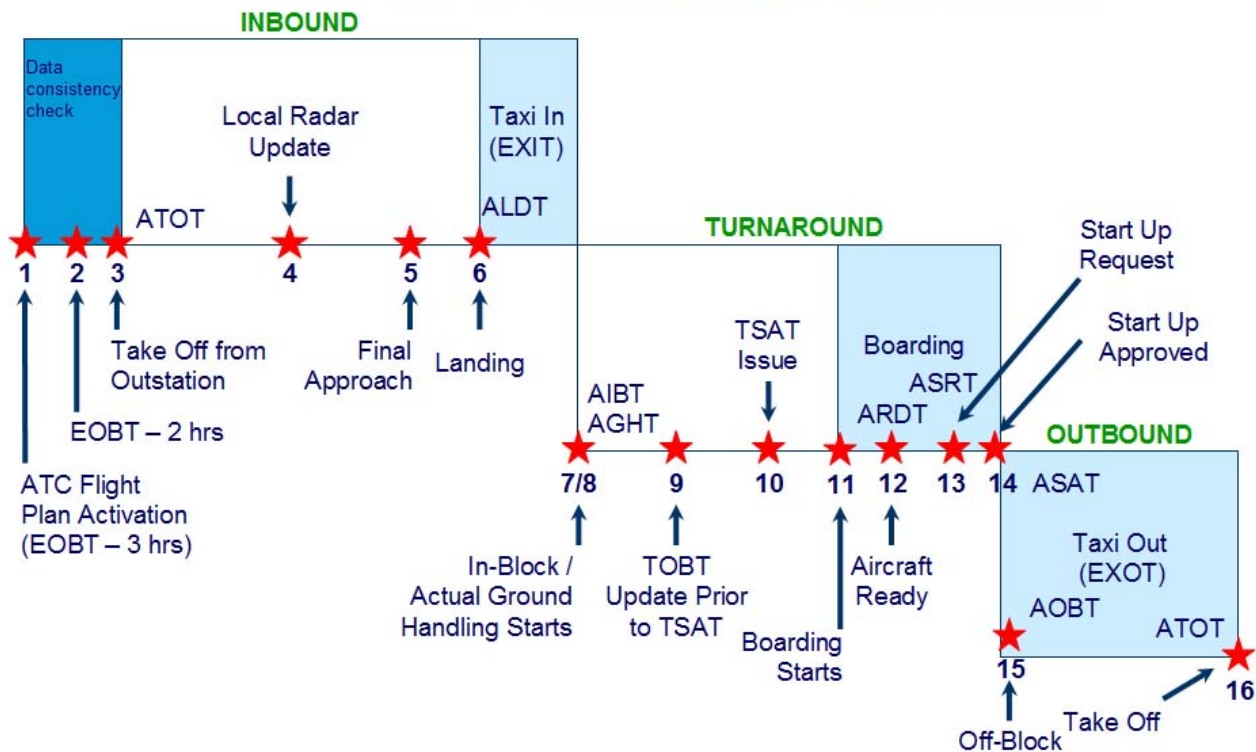 INBOUND
Data
consistency
check
Local Radar
Update
Taxi In
(EXIT)
ATOT
ALDT
1
2
3
4
5
6
Take Off from
Outstation
Final
Approach
Landing
EOBT – 2 hrs
ATC Flight
Plan Activation
(EOBT – 3 hrs)
TURNAROUND
Start Up
Request
Start Up
Approved
TSAT
Issue
Boarding
ASRT
ARDT
AIBT
AGHT
7/8
9
10
11
12
13
14
In-Block /
Actual Ground
Handling Starts
TOBT
Update Prior
to TSAT
Boarding
Starts
Aircraft
Ready
OUTBOUND
ASAT
Taxi Out
(EXOT)
AOBT
ATOT
15
16
Off-Block
Take Off